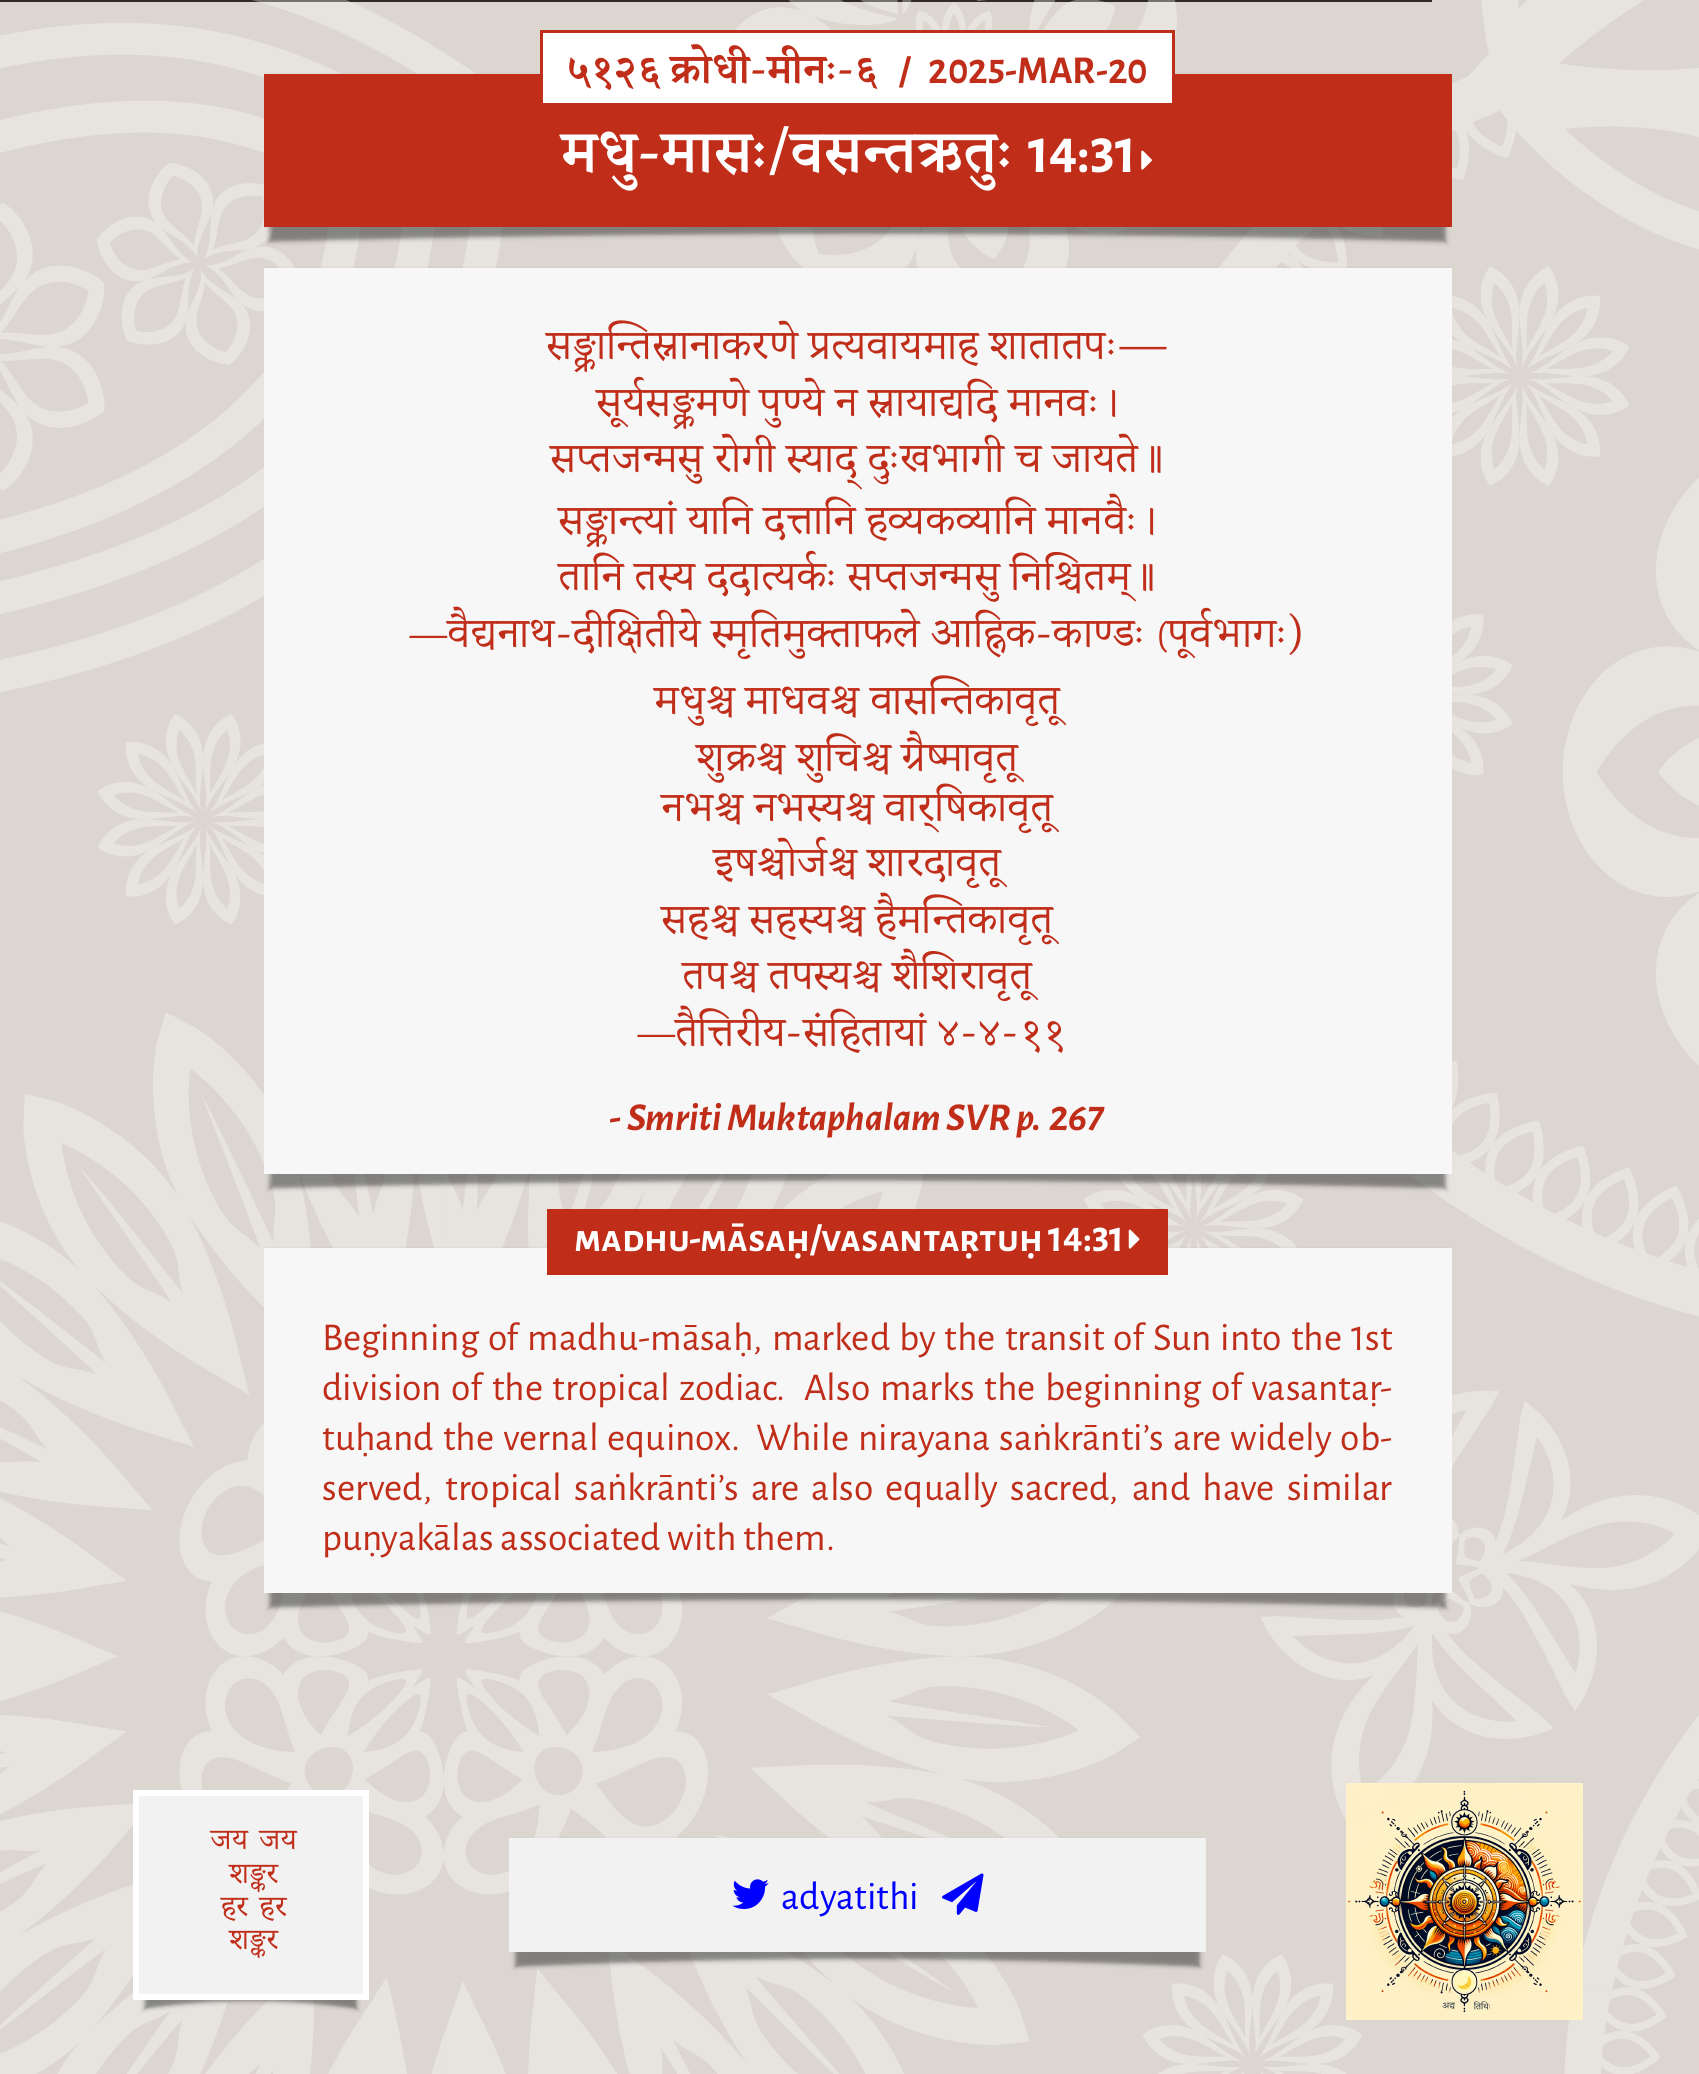 ५१२६ क्रोधी-मीनः-६ / 2025-MAR-20
मधु-मासः/वसन्तऋतुः 14:31
सङ्क्रान्तिस्नानाकरणे प्रत्यवायमाह शातातपः—
सूर्यसङ्क्रमणे पुण्ये न स्नायाद्यदि मानवः।
सप्तजन्मसु रोगी स्याद् दुःखभागी च जायते॥
सङ्क्रान्त्यां यानि दत्तानि हव्यकव्यानि मानवैः।
तानि तस्य ददात्यर्कः सप्तजन्मसु निश्चितम्॥
—वैद्यनाथ-दीक्षितीये स्मृतिमुक्ताफले आह्निक-काण्डः (पूर्वभागः)
मधुश्च माधवश्च वासन्तिकावृतू
शुक्रश्च शुचिश्च ग्रैष्मावृतू
नभश्च नभस्यश्च वार्‌षिकावृतू
इषश्चोर्जश्च शारदावृतू
सहश्च सहस्यश्च हैमन्तिकावृतू
तपश्च तपस्यश्च शैशिरावृतू
—तैत्तिरीय-संहितायां ४-४-११
- Smriti Muktaphalam SVR p. 267
MADHU-MĀSAḤ/VASANTAṚTUḤ 14:31
Beginning of madhu-māsaḥ, marked by the transit of Sun into the 1st
division of the tropical zodiac. Also marks the beginning of vasantaṛ-
tuḥand the vernal equinox. While nirayana saṅkrānti’s are widely ob-
served, tropical saṅkrānti’s are also equally sacred, and have similar
puṇyakālas associated with them.
जय जय
शङ्कर
हर हर
शङ्कर
adyatithi
अद्य तिथिः